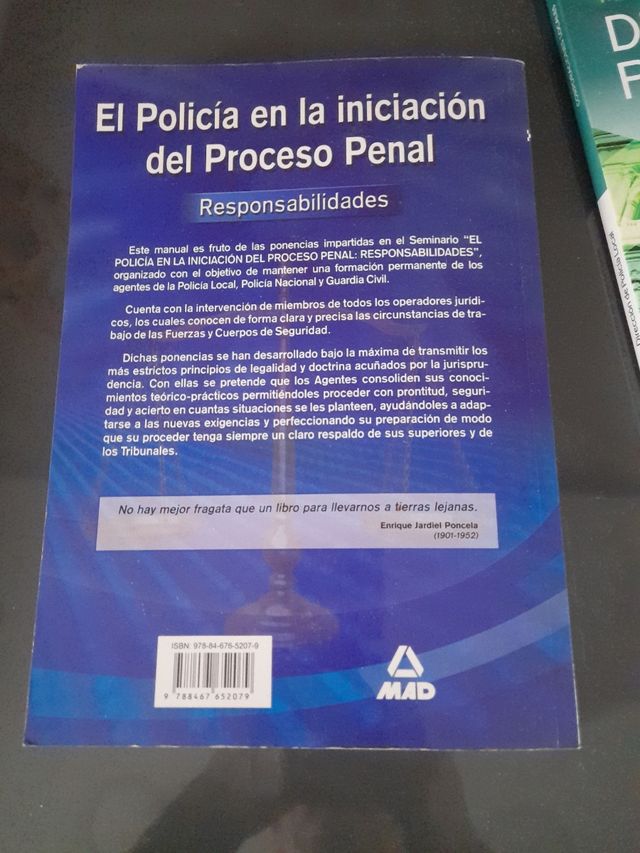 El Policía en la iniciación
del Proceso Penal
Responsabilidades
Este manual es fruto de las ponencias impartidas en el Seminario “EL
POLICÍA EN LA INICIACIÓN DEL PROCESO PENAL: RESPONSABILIDADES”,
organizado con el objetivo de mantener una formación permanente de los
agentes de la Policía Local, Policía Nacional y Guardia Civil.
Cuenta con la intervención de miembros de todos los operadores jurídi-
cos, los cuales conocen de forma clara y precisa las circunstancias de tra-
bajo de las Fuerzas y Cuerpos de Seguridad.
Dichas ponencias se han desarrollado bajo la máxima de transmitir los
más estrictos principios de legalidad y doctrina acuñados por la jurispru-
dencia. Con ellas se pretende que los Agentes consoliden sus conoci-
mientos teórico-prácticos permitiéndoles proceder con prontitud, seguri-
dad y acierto en cuantas situaciones se les planteen, ayudándoles a adap-
tarse a las nuevas exigencias y perfeccionando su preparación de modo
que su proceder tenga siempre un claro respaldo de sus superiores y de
los Tribunales.
No hay mejor fragata que un libro para llevarnos a tierras lejanas.
Enrique Jardiel Poncela
(1901-1952)
ISBN: 978-84-676-5207-9
9 788467 652079
MAD
D
P
Dirección de Policía Local